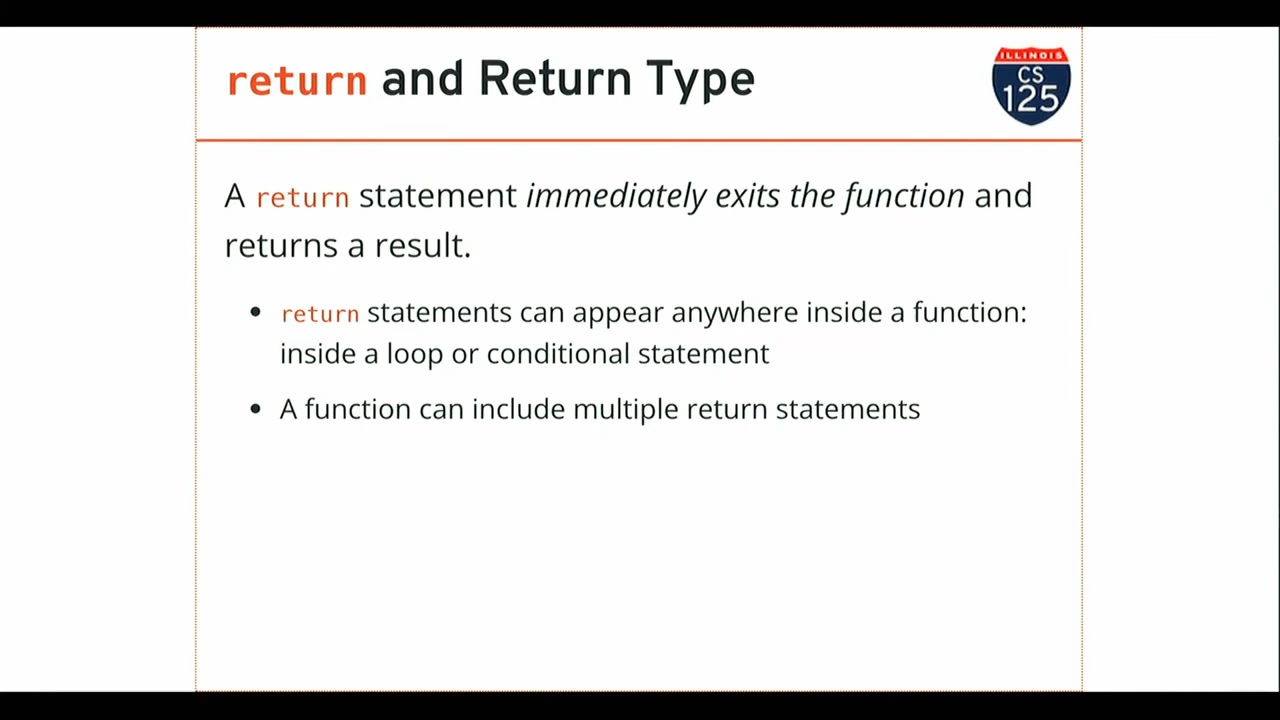 return and Return Type
ILLINOIS
CS
125
A return statement immediately exits the function and
returns a result.
• return statements can appear anywhere inside a function:
inside a loop or conditional statement
• A function can include multiple return statements